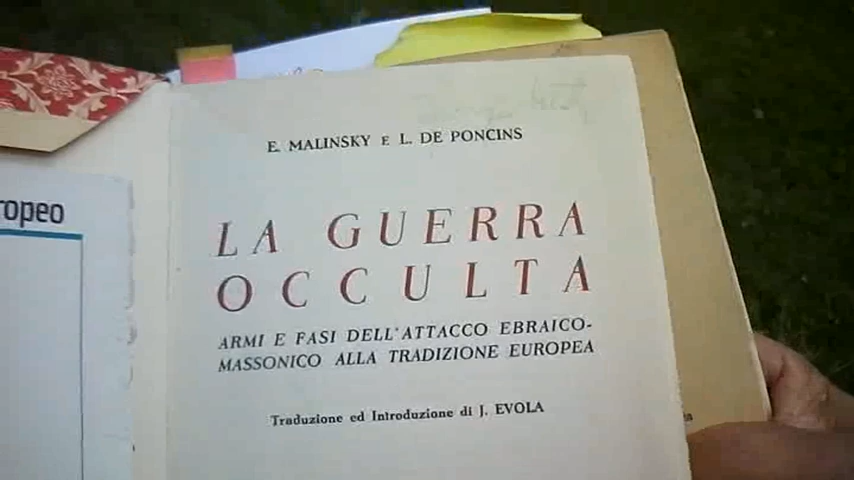 E. MALINSKY E L. DE PONCINS
LA GUERRA
OCCULTA
ARMI E FASI DELL'ATTACCO EBRAICO-
MASSONICO ALLA TRADIZIONE EUROPEA
Traduzione ed Introduzione di J. EVOLA
ropeo